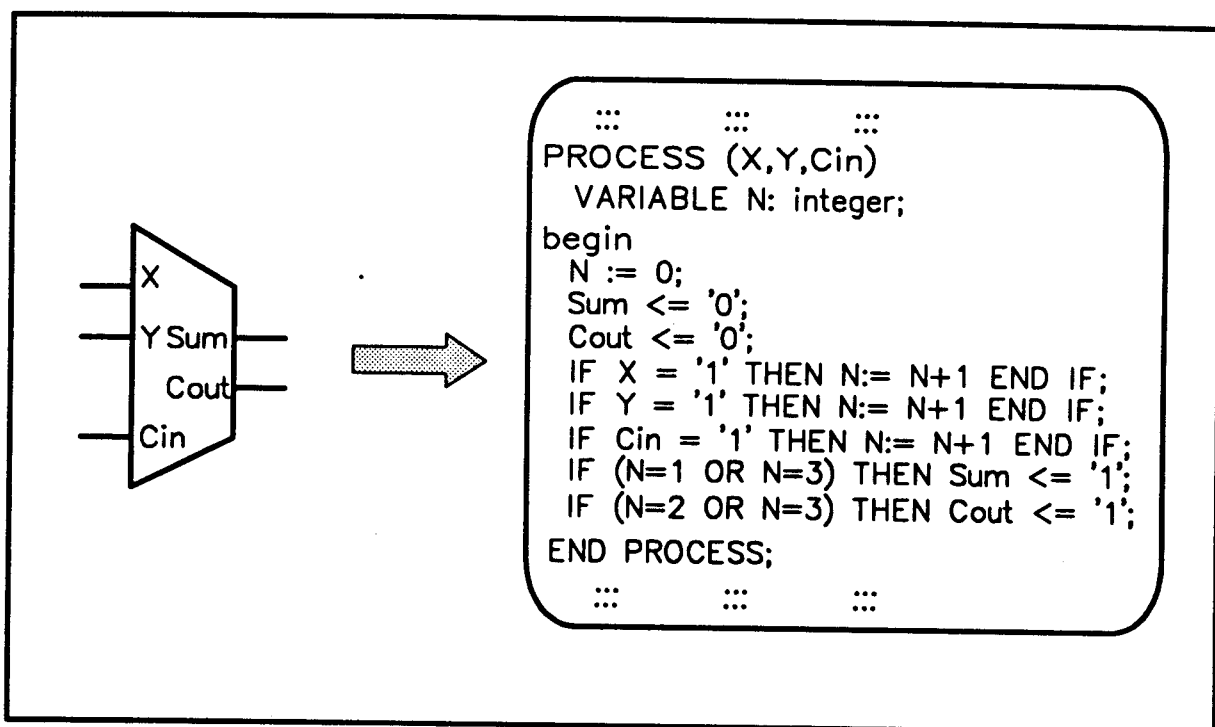 X
Y Sum
Cout
Cin
PROCESS (X,Y,Cin)
VARIABLE N: integer;
begin
N := 0;
Sum <= '0';
Cout <= '0';
IF X = '1' THEN N:= N+1 END IF;
IF Y = '1' THEN N:= N+1 END IF;
IF Cin = '1' THEN N:= N+1 END IF;
IF (N=1 OR N=3) THEN Sum <= '1';
IF (N=2 OR N=3) THEN Cout <= '1';
END PROCESS;